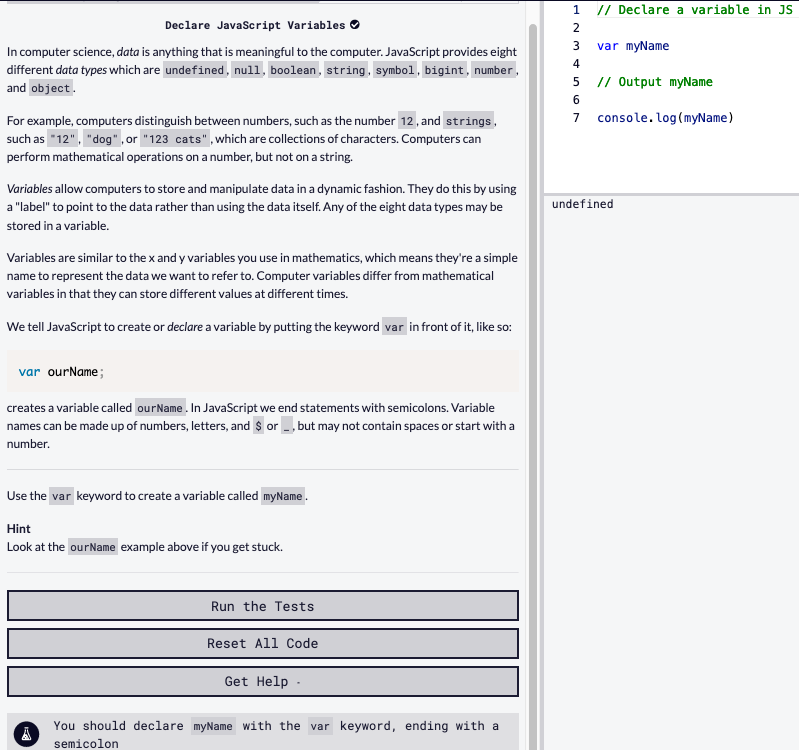 Declare JavaScript Variables
In computer science, data is anything that is meaningful to the computer. JavaScript provides eight
different data types which are undefined, null, boolean, string, symbol, bigint, number,
and object.
For example, computers distinguish between numbers, such as the number 12, and strings,
such as "12", "dog", or "123 cats", which are collections of characters. Computers can
perform mathematical operations on a number, but not on a string.
Variables allow computers to store and manipulate data in a dynamic fashion. They do this by using
a "label" to point to the data rather than using the data itself. Any of the eight data types may be
stored in a variable.
Variables are similar to the x and y variables you use in mathematics, which means they're a simple
name to represent the data we want to refer to. Computer variables differ from mathematical
variables in that they can store different values at different times.
We tell JavaScript to create or declare a variable by putting the keyword var in front of it, like so:
var ourName;
creates a variable called ourName. In JavaScript we end statements with semicolons. Variable
names can be made up of numbers, letters, and $ or _, but may not contain spaces or start with a
number.
Use the var keyword to create a variable called myName.
Hint
Look at the ourName example above if you get stuck.
Run the Tests
Reset All Code
Get Help -
You should declare myName with the var keyword, ending with a
semicolon
1 // Declare a variable in JS
2
3 var myName
4
5 // Output myName
6
7 console.log(myName)
undefined